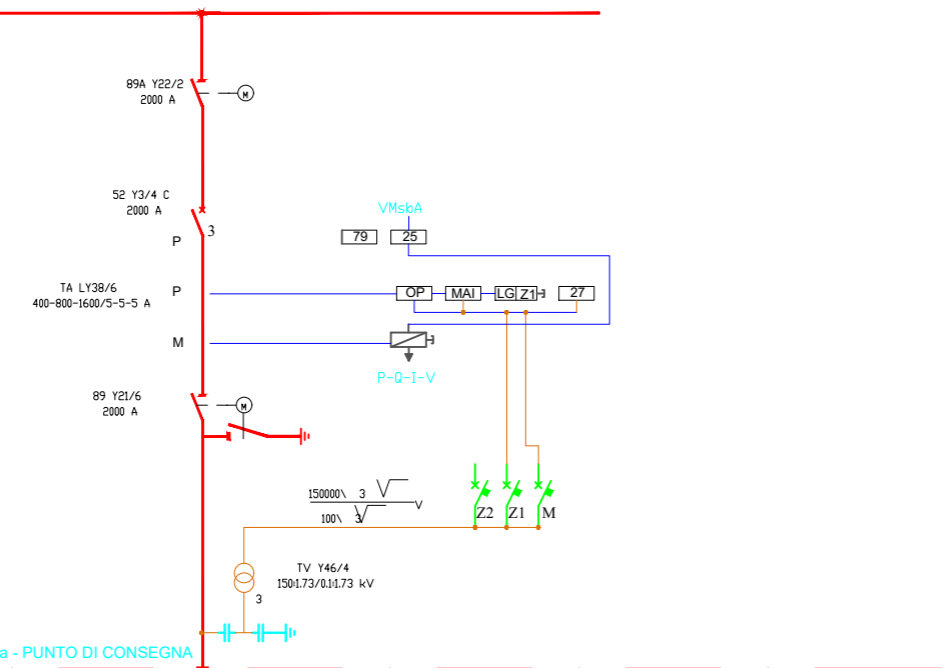 89A Y22/2
2000 A
M
52 Y3/4 C
2000 A
3
P
VMsbA
79 25
TA LY38/6
400-800-1600/5-5-5 A
P
OP MAI LG Z1 27
M
P-Q-I-V
89 Y21/6
2000 A
M
150000\ 3 √
V
100\ 3 √
Z2 Z1 M
TV Y46/4
150:1.73/0.1:1.73 kV
3
a - PUNTO DI CONSEGNA